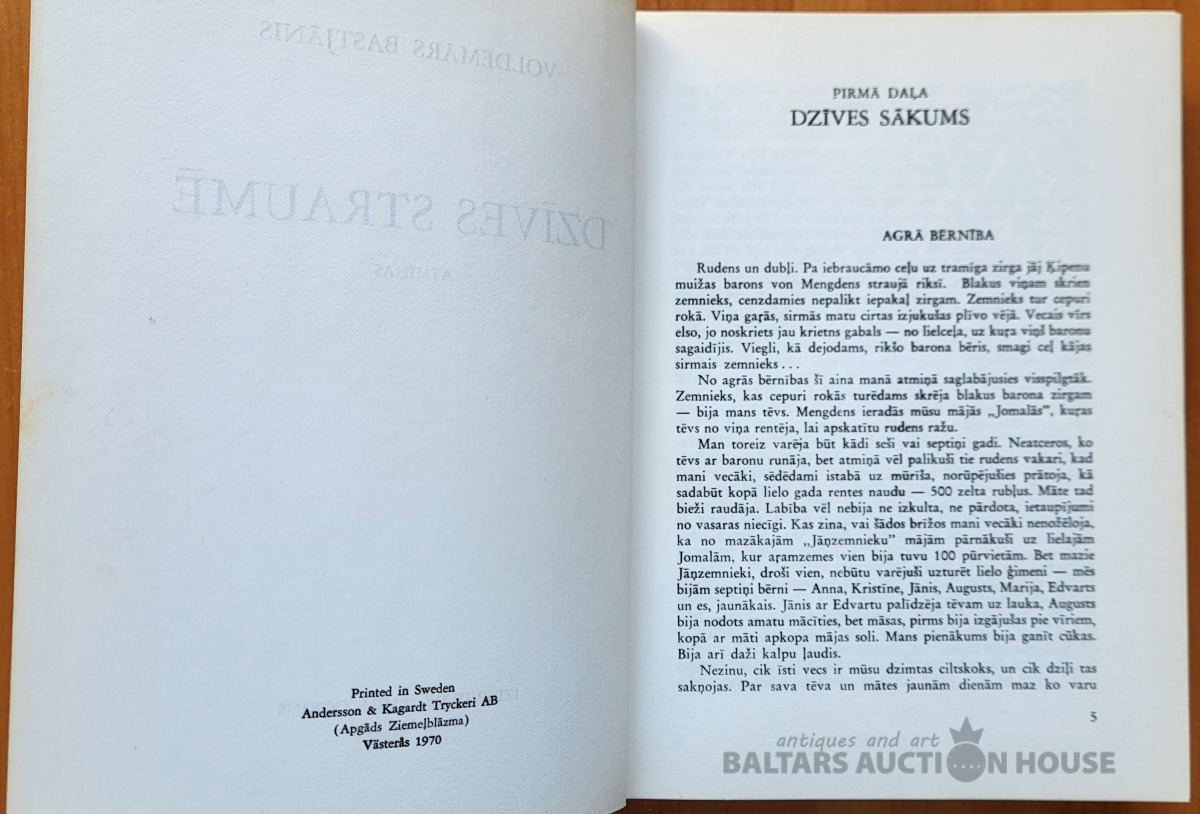 VOLDEMĀRS BASTJĀNIS
DZĪVES STRAUMĒ
ATMIŅAS
Printed in Sweden
Andersson & Kagardt Tryckeri AB
(Apgāds Ziemeļblāzma)
Västerås 1970
PIRMĀ DAĻA
DZĪVES SĀKUMS
AGRĀ BĒRNĪBA
Rudens un dubļi. Pa iebraucāmo ceļu uz tramīga zirga jāj Ķipenu
muižas barons von Mengdens straujā riksī. Blakus viņam skrien
zemnieks, cenzdamies nepalikt iepakaļ zirgam. Zemnieks tur cepuri
rokā. Viņa gaŗās, sirmās matu cirtas izjukušas plīvo vējā. Vecais vīrs
elso, jo noskriets jau krietns gabals — no lielceļa, uz kuŗa viņš baronu
sagaidījis. Viegli, kā dejodams, rikšo barona bēris, smagi ceļ kājas
sirmais zemnieks . . .
No agrās bērnības šī aina manā atmiņā saglabājusies visspilgtāk.
Zemnieks, kas cepuri rokās turēdams skrēja blakus barona zirgam
— bija mans tēvs. Mengdens ieradās mūsu mājās „Jomalās”, kuŗas
tēvs no viņa rentēja, lai apskatītu rudens ražu.
Man toreiz varēja būt kādi seši vai septiņi gadi. Neatceros, ko
tēvs ar baronu runāja, bet atmiņā vēl palikuši tie rudens vakari, kad
mani vecāki, sēdēdami istabā uz mūrīša, norūpējušies prātoja, kā
sadabūt kopā lielo gada rentes naudu — 500 zelta rubļus. Māte tad
bieži raudāja. Labība vēl nebija ne izkulta, ne pārdota, ietaupījumi
no vasaras niecīgi. Kas zina, vai šādos brīžos mani vecāki nenožēloja,
ka no mazākajām „Jāņzemnieku” mājām pārnākuši uz lielajām
Jomalām, kur aŗamzemes vien bija tuvu 100 pūrvietām. Bet mazie
Jāņzemnieki, droši vien, nebūtu varējuši uzturēt lielo ģimeni — mēs
bijām septiņi bērni — Anna, Kristīne, Jānis, Augusts, Marija, Edvarts
un es, jaunākais. Jānis ar Edvartu palīdzēja tēvam uz lauka, Augusts
bija nodots amatu mācīties, bet māsas, pirms bija izgājušas pie vīriem,
kopā ar māti apkopa mājas soli. Mans pienākums bija ganīt cūkas.
Bija arī daži kalpu ļaudis.
Nezinu, cik īsti vecs ir mūsu dzimtas ciltskoks, un cik dziļi tas
sakņojas. Par sava tēva un mātes jaunām dienām maz ko varu
5
antiques and art
BALTARS AUCTION HOUSE